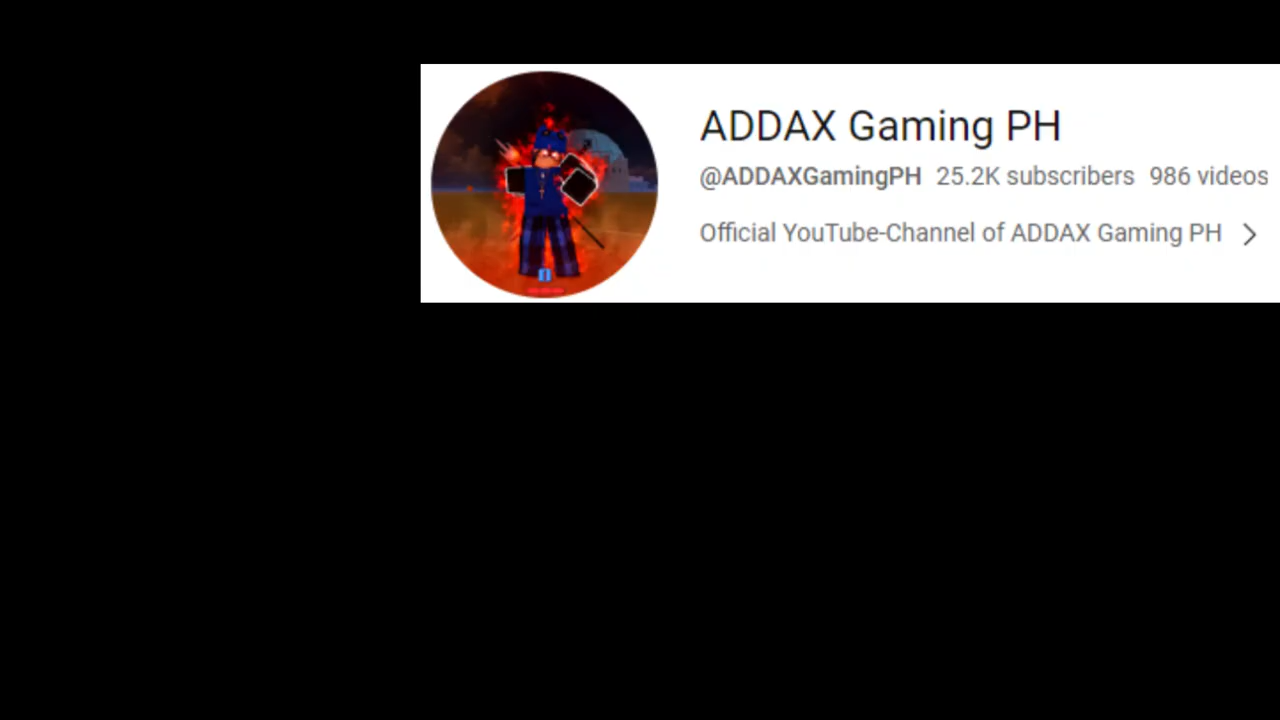 ADDAX Gaming PH
@ADDAXGamingPH 25.2K subscribers 986 videos
Official YouTube-Channel of ADDAX Gaming PH